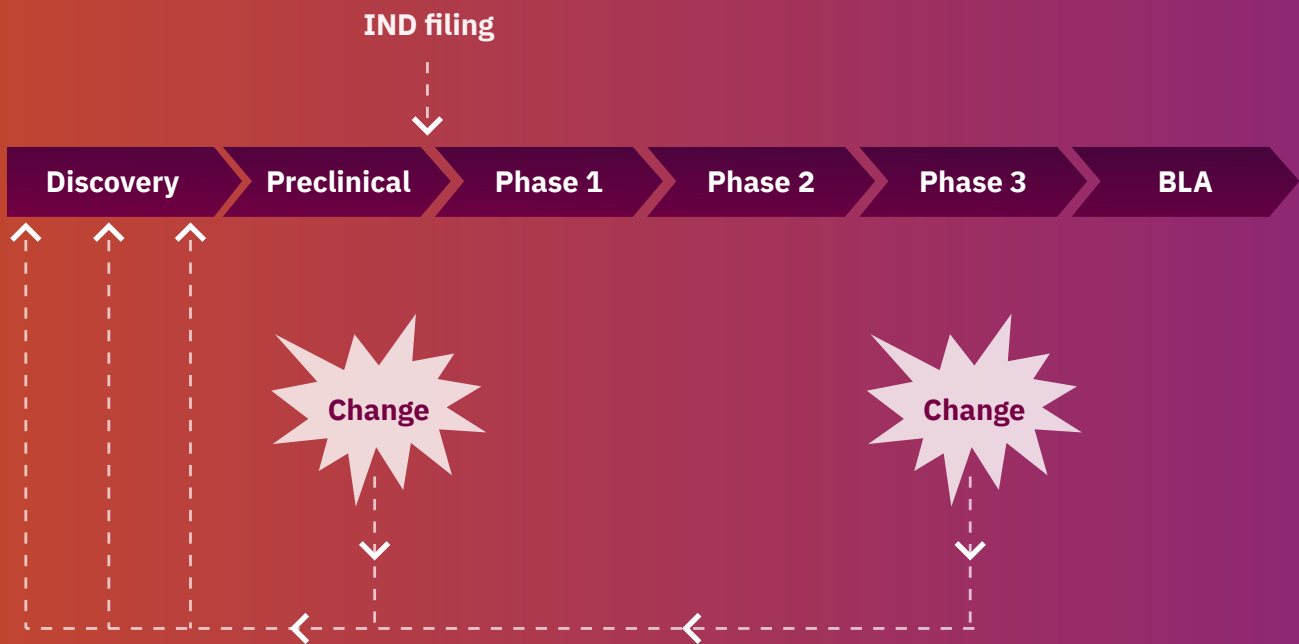 IND filing
Discovery
Preclinical
Phase 1
Phase 2
Phase 3
BLA
Change
Change